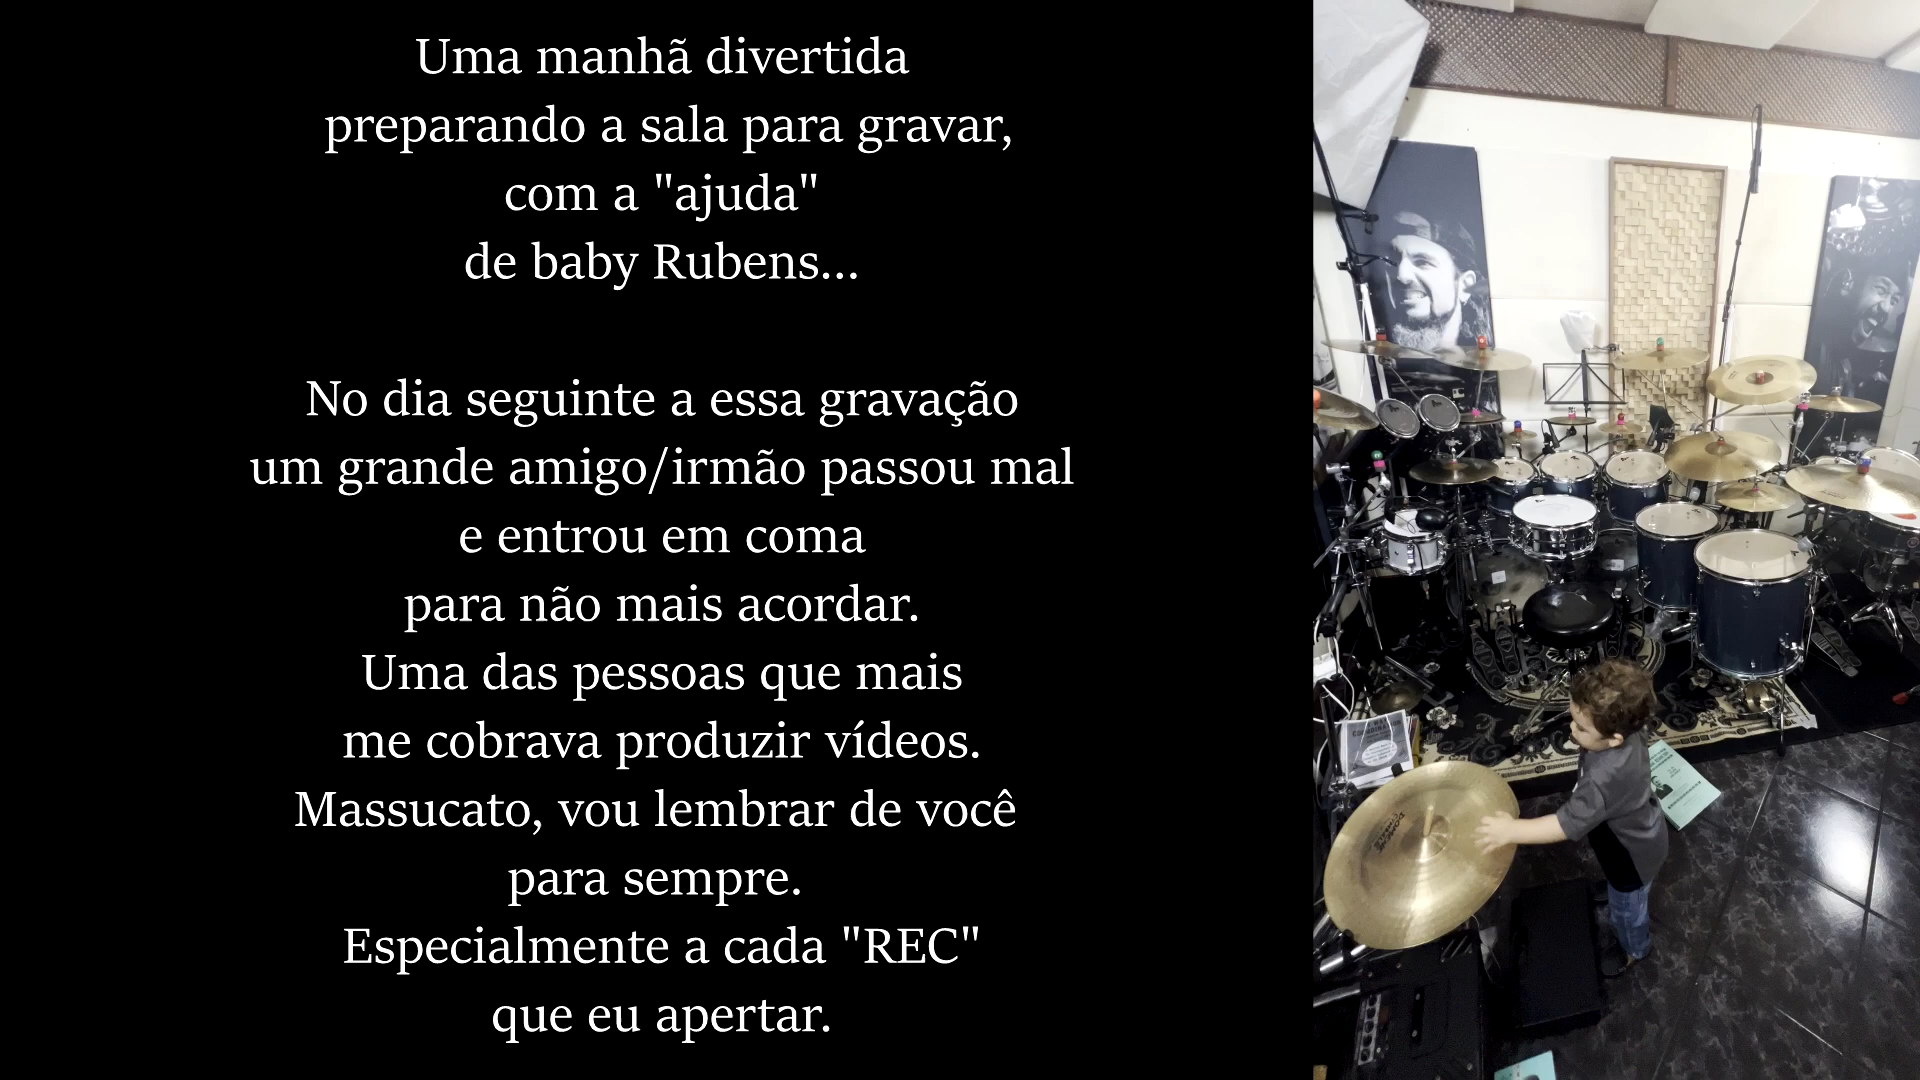 Uma manhã divertida
preparando a sala para gravar,
com a "ajuda"
de baby Rubens...
No dia seguinte a essa gravação
um grande amigo/irmão passou mal
e entrou em coma
para não mais acordar.
Uma das pessoas que mais
me cobrava produzir vídeos.
Massucato, vou lembrar de você
para sempre.
Especialmente a cada "REC"
que eu apertar.